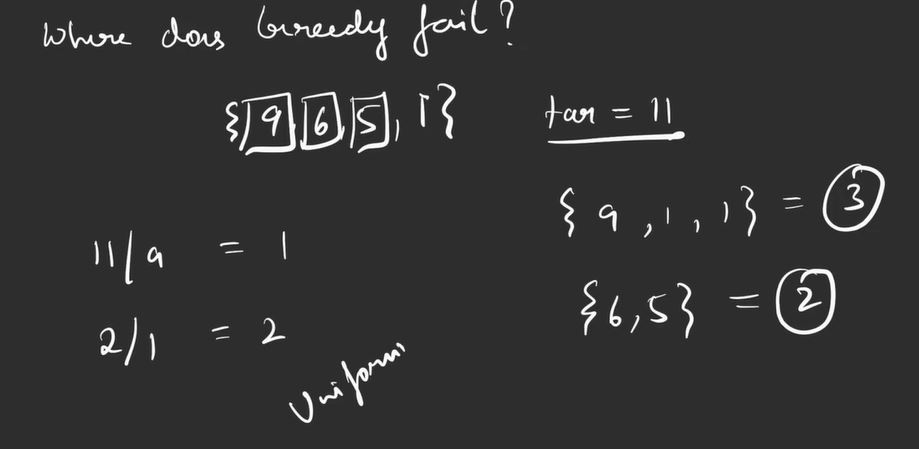 Where does Greedy fail?
{9, 6, 5, 1}
tar = 11
{9, 1, 1} = 3
11/9 = 1
{6, 5} = 2
2/1 = 2
Uniformi